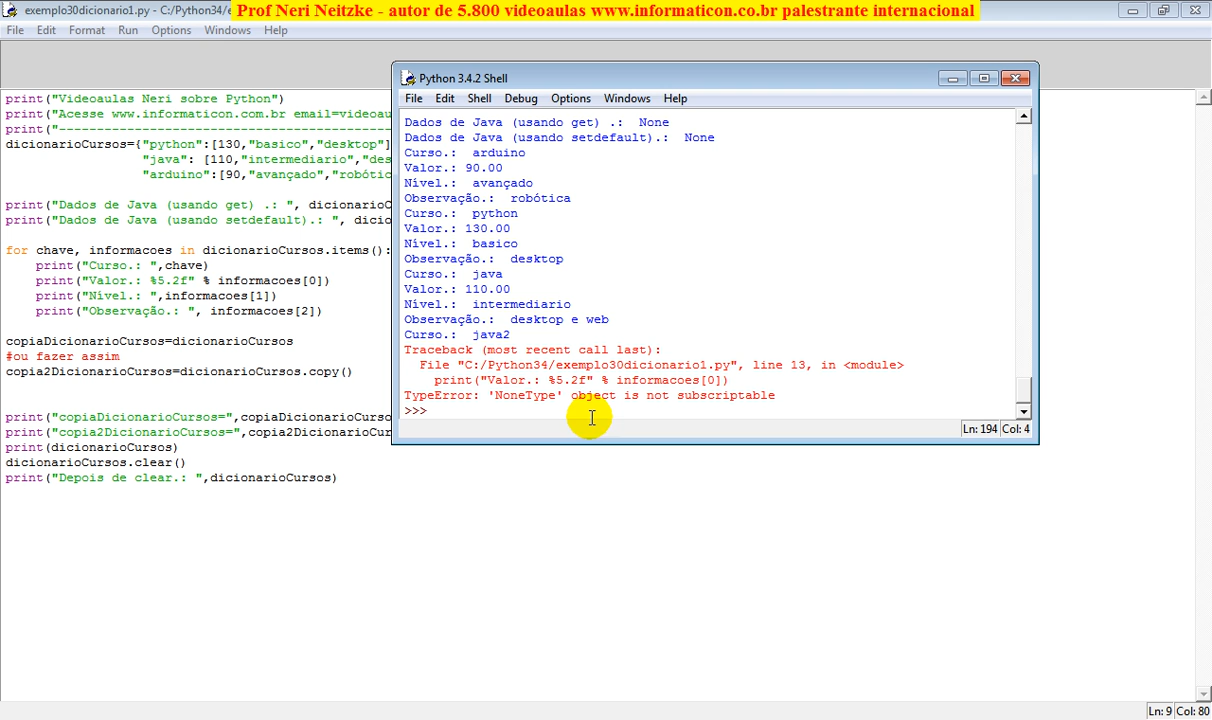 exemplo30dicionario1.py - C:/Python34/e
Prof Neri Neitzke - autor de 5.800 videoaulas www.informaticon.co.br palestrante internacional
File Edit Format Run Options Windows Help
print("Videoaulas Neri sobre Python")
print("Acesse www.informaticon.com.br email=videoau
print("--------------------------------------------
dicionarioCursos={"python":[130,"basico","desktop"]
"java": [110,"intermediario","des
"arduino":[90,"avançado","robótic
print("Dados de Java (usando get) .: ", dicionarioC
print("Dados de Java (usando setdefault).: ", dicio
for chave, informacoes in dicionarioCursos.items():
print("Curso.: ",chave)
print("Valor.: %5.2f" % informacoes[0])
print("Nível.: ",informacoes[1])
print("Observação.: ", informacoes[2])
copiaDicionarioCursos=dicionarioCursos
#ou fazer assim
copia2DicionarioCursos=dicionarioCursos.copy()
print("copiaDicionarioCursos=",copiaDicionarioCurso
print("copia2DicionarioCursos=",copia2DicionarioCur
print(dicionarioCursos)
dicionarioCursos.clear()
print("Depois de clear.: ",dicionarioCursos)
Python 3.4.2 Shell
File Edit Shell Debug Options Windows Help
Dados de Java (usando get) .:  None
Dados de Java (usando setdefault).:  None
Curso.:  arduino
Valor.: 90.00
Nível.:  avançado
Observação.:  robótica
Curso.:  python
Valor.: 130.00
Nível.:  basico
Observação.:  desktop
Curso.:  java
Valor.: 110.00
Nível.:  intermediario
Observação.:  desktop e web
Curso.:  java2
Traceback (most recent call last):
File "C:/Python34/exemplo30dicionario1.py", line 13, in <module>
print("Valor.: %5.2f" % informacoes[0])
TypeError: 'NoneType' object is not subscriptable
>>>
Ln: 194 Col: 4
Ln: 9 Col: 80